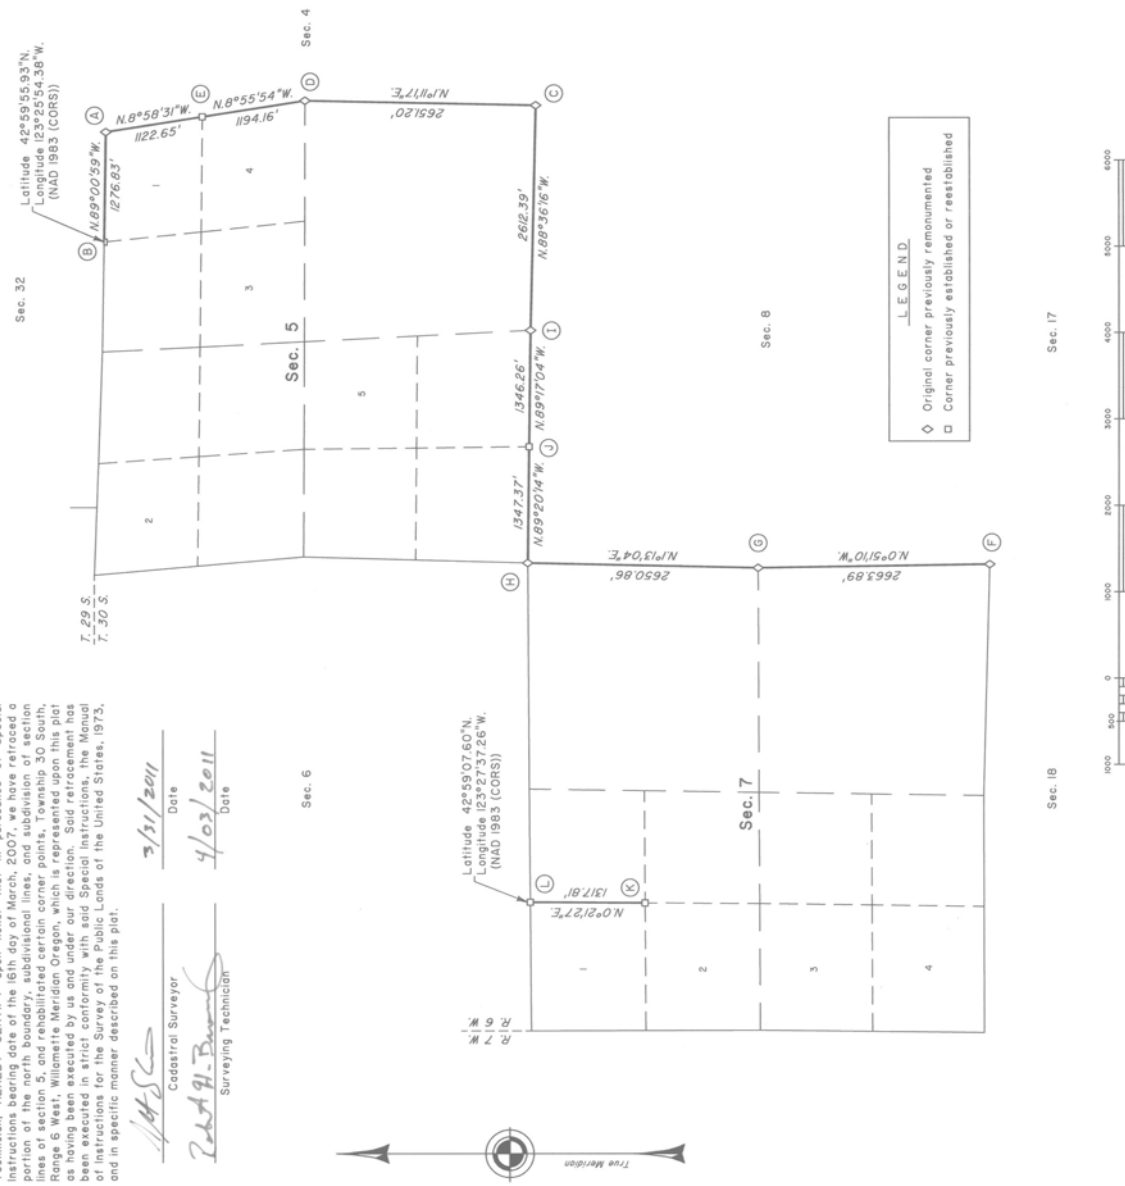 instructions bearing date of the 16th day of March, 2007, we have retraced a
portion of the north boundary, subdivisional lines, and subdivision of section
lines of section 5, and rehabilitated certain corner points, Township 30 South,
Range 6 West, Willamette Meridian Oregon, which is represented upon this plat
as having been executed by us and under our direction. Said retracement has
been executed in strict conformity with said Special Instructions, the Manual
of Instructions for the Survey of the Public Lands of the United States, 1973,
and in specific manner described on this plat.
3/31/2011
Cadastral Surveyor
Date
4/03/2011
Surveying Technician
Date
T. 29 S.
T. 30 S.
Sec. 32
Latitude 42°59'55.93"N.
Longitude 123°25'54.38"W.
(NAD 1983 (CORS))
B
N.89°00'59"W.
1276.83'
A
N.8°58'31"W.
1122.65'
E
N.8°55'54"W.
1194.16'
D
Sec. 4
N.1°11'17"E.
2651.20'
C
1
2
3
4
5
Sec. 5
2612.39'
N.88°36'16"W.
I
1346.26'
N.89°17'04"W.
J
1347.37'
N.89°20'14"W.
H
Sec. 6
Latitude 42°59'07.60"N.
Longitude 123°27'37.26"W.
(NAD 1983 (CORS))
L
1317.81'
N.0°21'27"E.
K
R. 7 W.
R. 6 W.
N.1°13'04"E.
2650.86'
G
N.0°51'10"W.
2663.89'
F
1
2
3
4
Sec. 7
Sec. 8
Sec. 18
Sec. 17
LEGEND
Original corner previously remonumented
Corner previously established or reestablished
True Meridian
1000
500
0
1000
2000
3000
4000
5000
6000